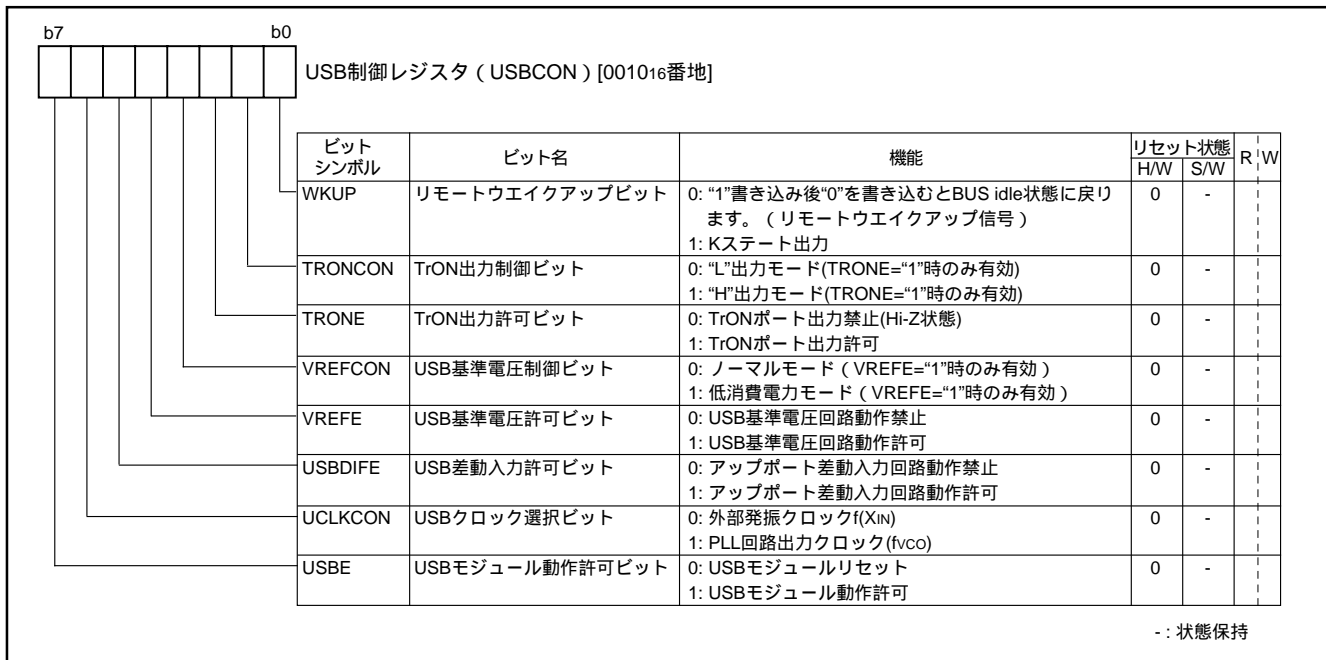 b7 b0
USB制御レジスタ（USBCON）[001016番地]
ビット
シンボル
ビット名
機能
リセット状態
H/W S/W
R W
WKUP リモートウエイクアップビット 0: “1”書き込み後“0”を書き込むとBUS idle状態に戻り 0 -
ます。（リモートウエイクアップ信号）
1: Kステート出力
TRONCON TrON出力制御ビット 0: “L”出力モード(TRONE=“1”時のみ有効) 0 -
1: “H”出力モード(TRONE=“1”時のみ有効)
TRONE TrON出力許可ビット 0: TrONポート出力禁止(Hi-Z状態) 0 -
1: TrONポート出力許可
VREFCON USB基準電圧制御ビット 0: ノーマルモード（VREFE=“1”時のみ有効） 0 -
1: 低消費電力モード（VREFE=“1”時のみ有効）
VREFE USB基準電圧許可ビット 0: USB基準電圧回路動作禁止 0 -
1: USB基準電圧回路動作許可
USBDIFE USB差動入力許可ビット 0: アップポート差動入力回路動作禁止 0 -
1: アップポート差動入力回路動作許可
UCLKCON USBクロック選択ビット 0: 外部発振クロックf(XIN) 0 -
1: PLL回路出力クロック(fVCO)
USBE USBモジュール動作許可ビット 0: USBモジュールリセット 0 -
1: USBモジュール動作許可
- : 状態保持